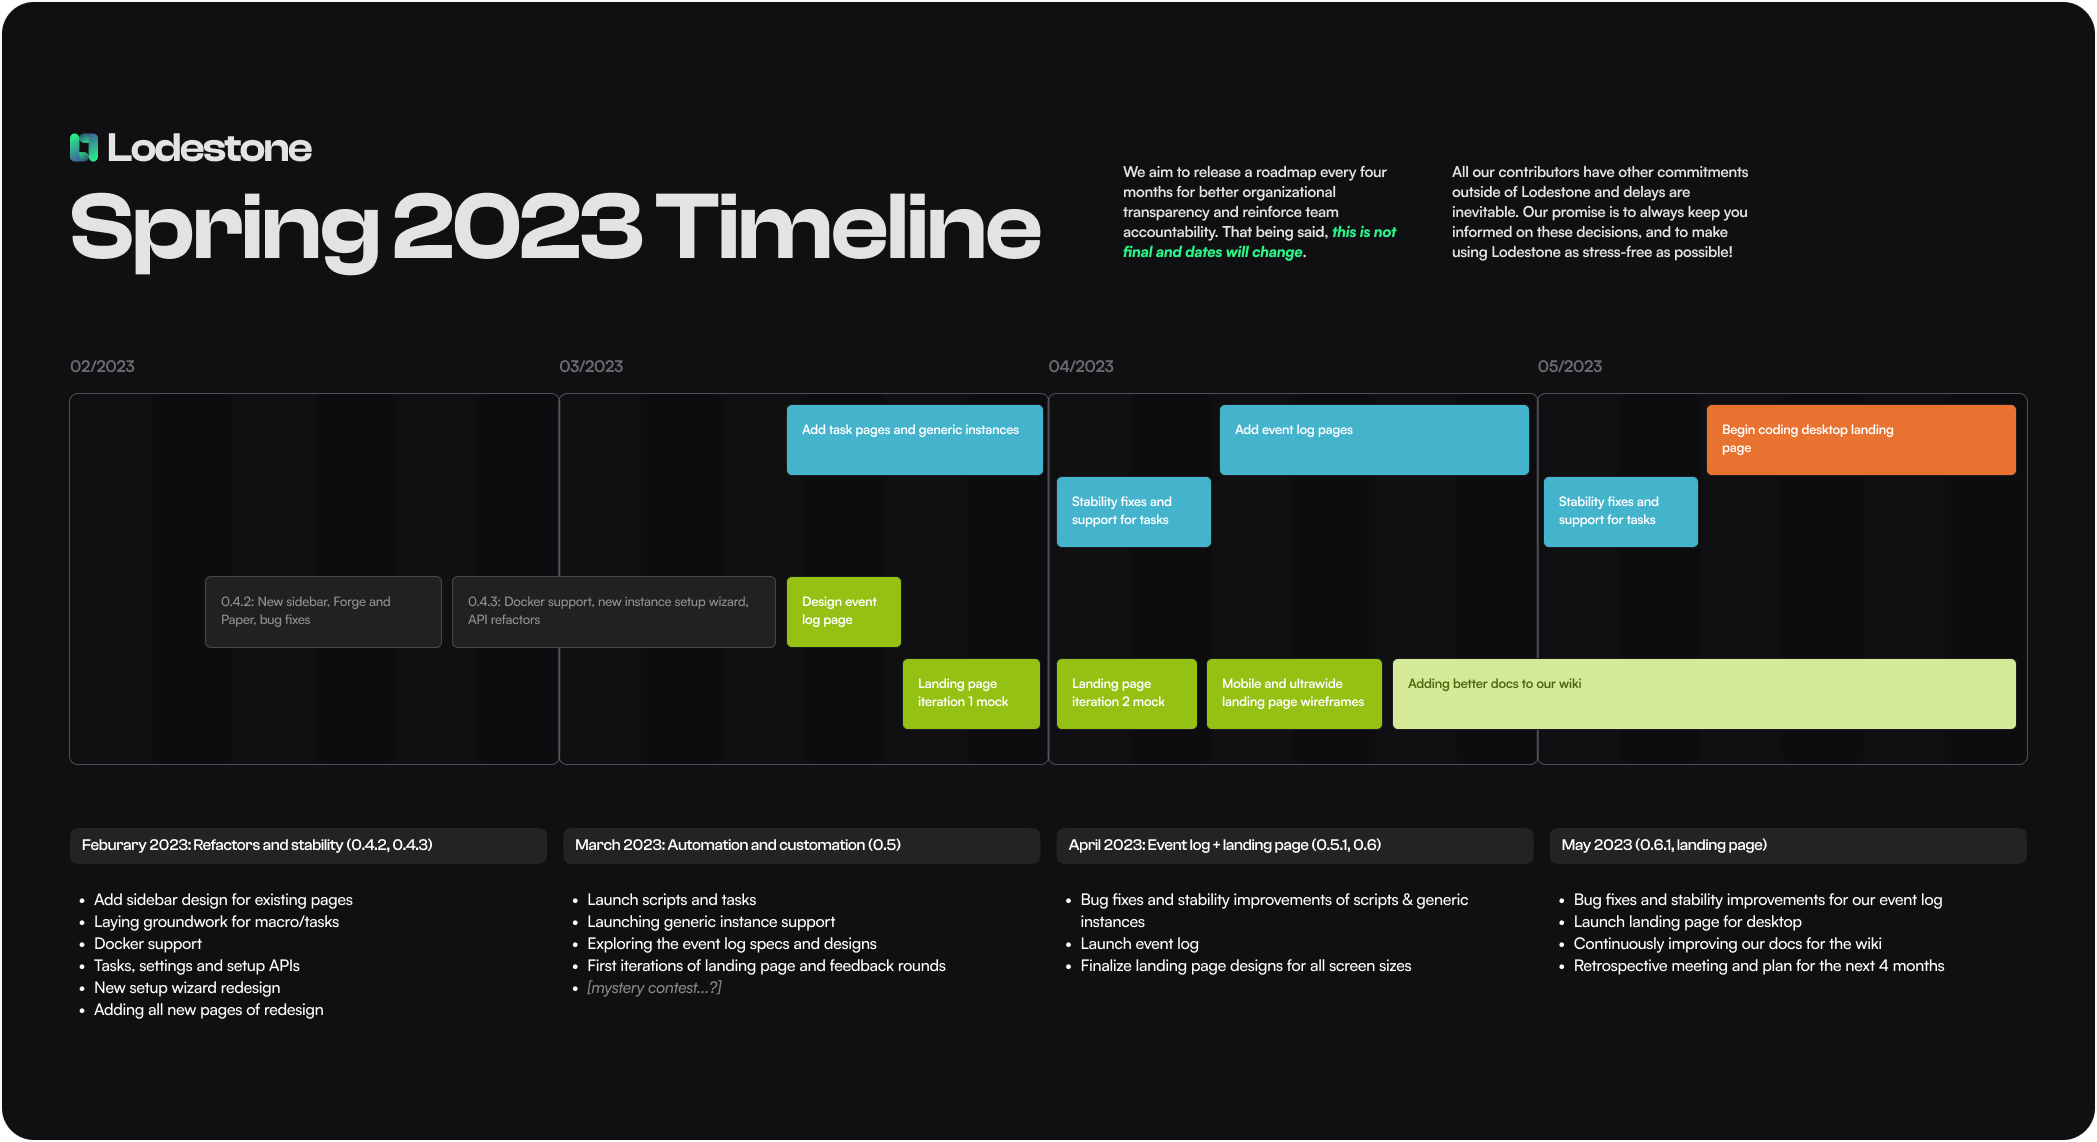 Lodestone
Spring 2023 Timeline
We aim to release a roadmap every four
months for better organizational
transparency and reinforce team
accountability. That being said, this is not
final and dates will change.
All our contributors have other commitments
outside of Lodestone and delays are
inevitable. Our promise is to always keep you
informed on these decisions, and to make
using Lodestone as stress-free as possible!
02/2023
03/2023
04/2023
05/2023
Add task pages and generic instances
Add event log pages
Begin coding desktop landing
page
Stability fixes and
support for tasks
Stability fixes and
support for tasks
0.4.2: New sidebar, Forge and
Paper, bug fixes
0.4.3: Docker support, new instance setup wizard,
API refactors
Design event
log page
Landing page
iteration 1 mock
Landing page
iteration 2 mock
Mobile and ultrawide
landing page wireframes
Adding better docs to our wiki
Feburary 2023: Refactors and stability (0.4.2, 0.4.3)
• Add sidebar design for existing pages
• Laying groundwork for macro/tasks
• Docker support
• Tasks, settings and setup APIs
• New setup wizard redesign
• Adding all new pages of redesign
March 2023: Automation and customation (0.5)
• Launch scripts and tasks
• Launching generic instance support
• Exploring the event log specs and designs
• First iterations of landing page and feedback rounds
• [mystery contest...?]
April 2023: Event log + landing page (0.5.1, 0.6)
• Bug fixes and stability improvements of scripts & generic
instances
• Launch event log
• Finalize landing page designs for all screen sizes
May 2023 (0.6.1, landing page)
• Bug fixes and stability improvements for our event log
• Launch landing page for desktop
• Continuously improving our docs for the wiki
• Retrospective meeting and plan for the next 4 months